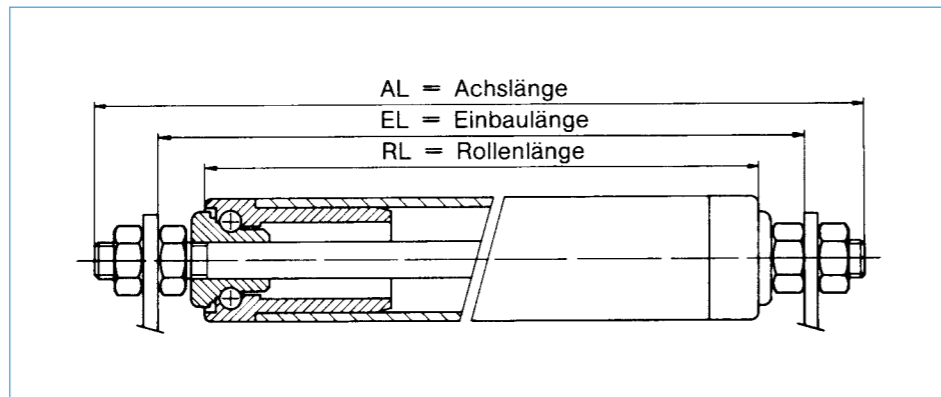 AL = Achslänge
EL = Einbaulänge
RL = Rollenlänge